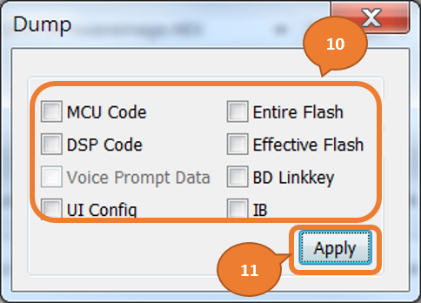 Dump
10
MCU Code
Entire Flash
DSP Code
Effective Flash
Voice Prompt Data
BD Linkkey
UI Config
IB
Apply
11